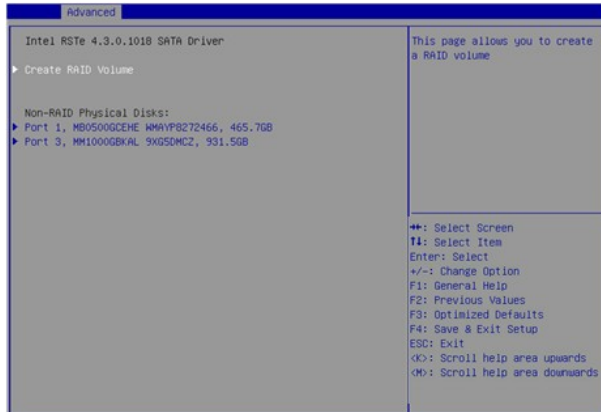 Advanced
Intel RSTe 4.3.0.1018 SATA Driver
Create RAID Volume
Non-RAID Physical Disks:
Port 1, MB0500GCEHE WMAYP8272466, 465.7GB
Port 3, MM1000GBKAL 9XG5DMCZ, 931.5GB
This page allows you to create
a RAID volume
→←: Select Screen
↑↓: Select Item
Enter: Select
+/-: Change Option
F1: General Help
F2: Previous Values
F3: Optimized Defaults
F4: Save & Exit Setup
ESC: Exit
<K>: Scroll help area upwards
<M>: Scroll help area downwards